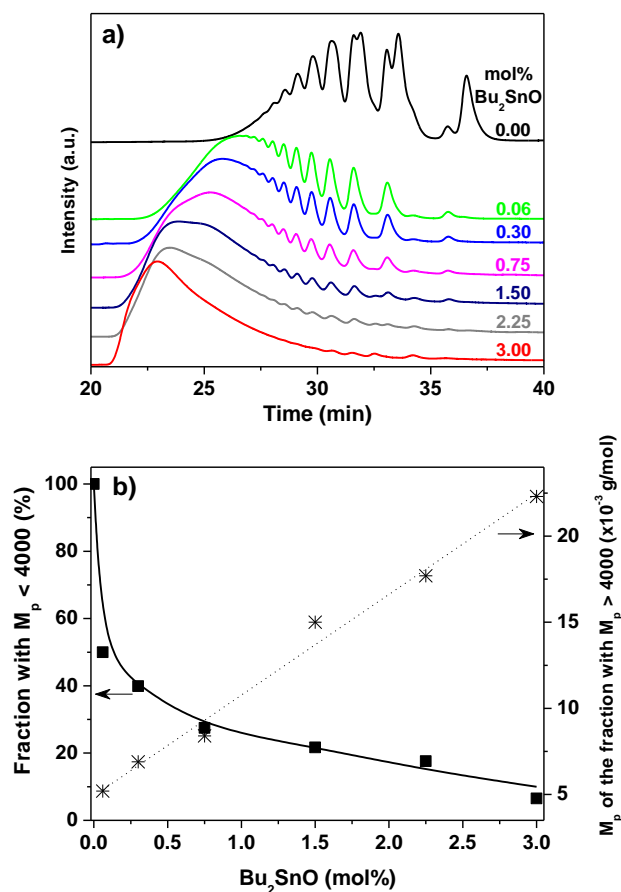 a)
mol%
Bu₂SnO
0.00
0.06
0.30
0.75
1.50
2.25
3.00
Intensity (a.u.)
20 25 30 35 40
Time (min)
b)
100
80
60
40
20
0
Fraction with Mₚ < 4000 (%)
20
15
10
5
Mₚ of the fraction with Mₚ > 4000 (x10⁻³ g/mol)
0.0 0.5 1.0 1.5 2.0 2.5 3.0
Bu₂SnO (mol%)